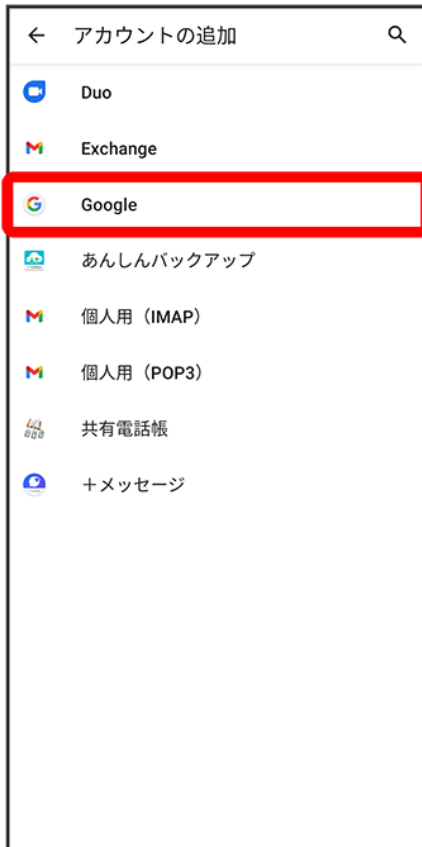 アカウントの追加
Duo
Exchange
Google
あんしんバックアップ
個人用（IMAP）
個人用（POP3）
共有電話帳
＋メッセージ